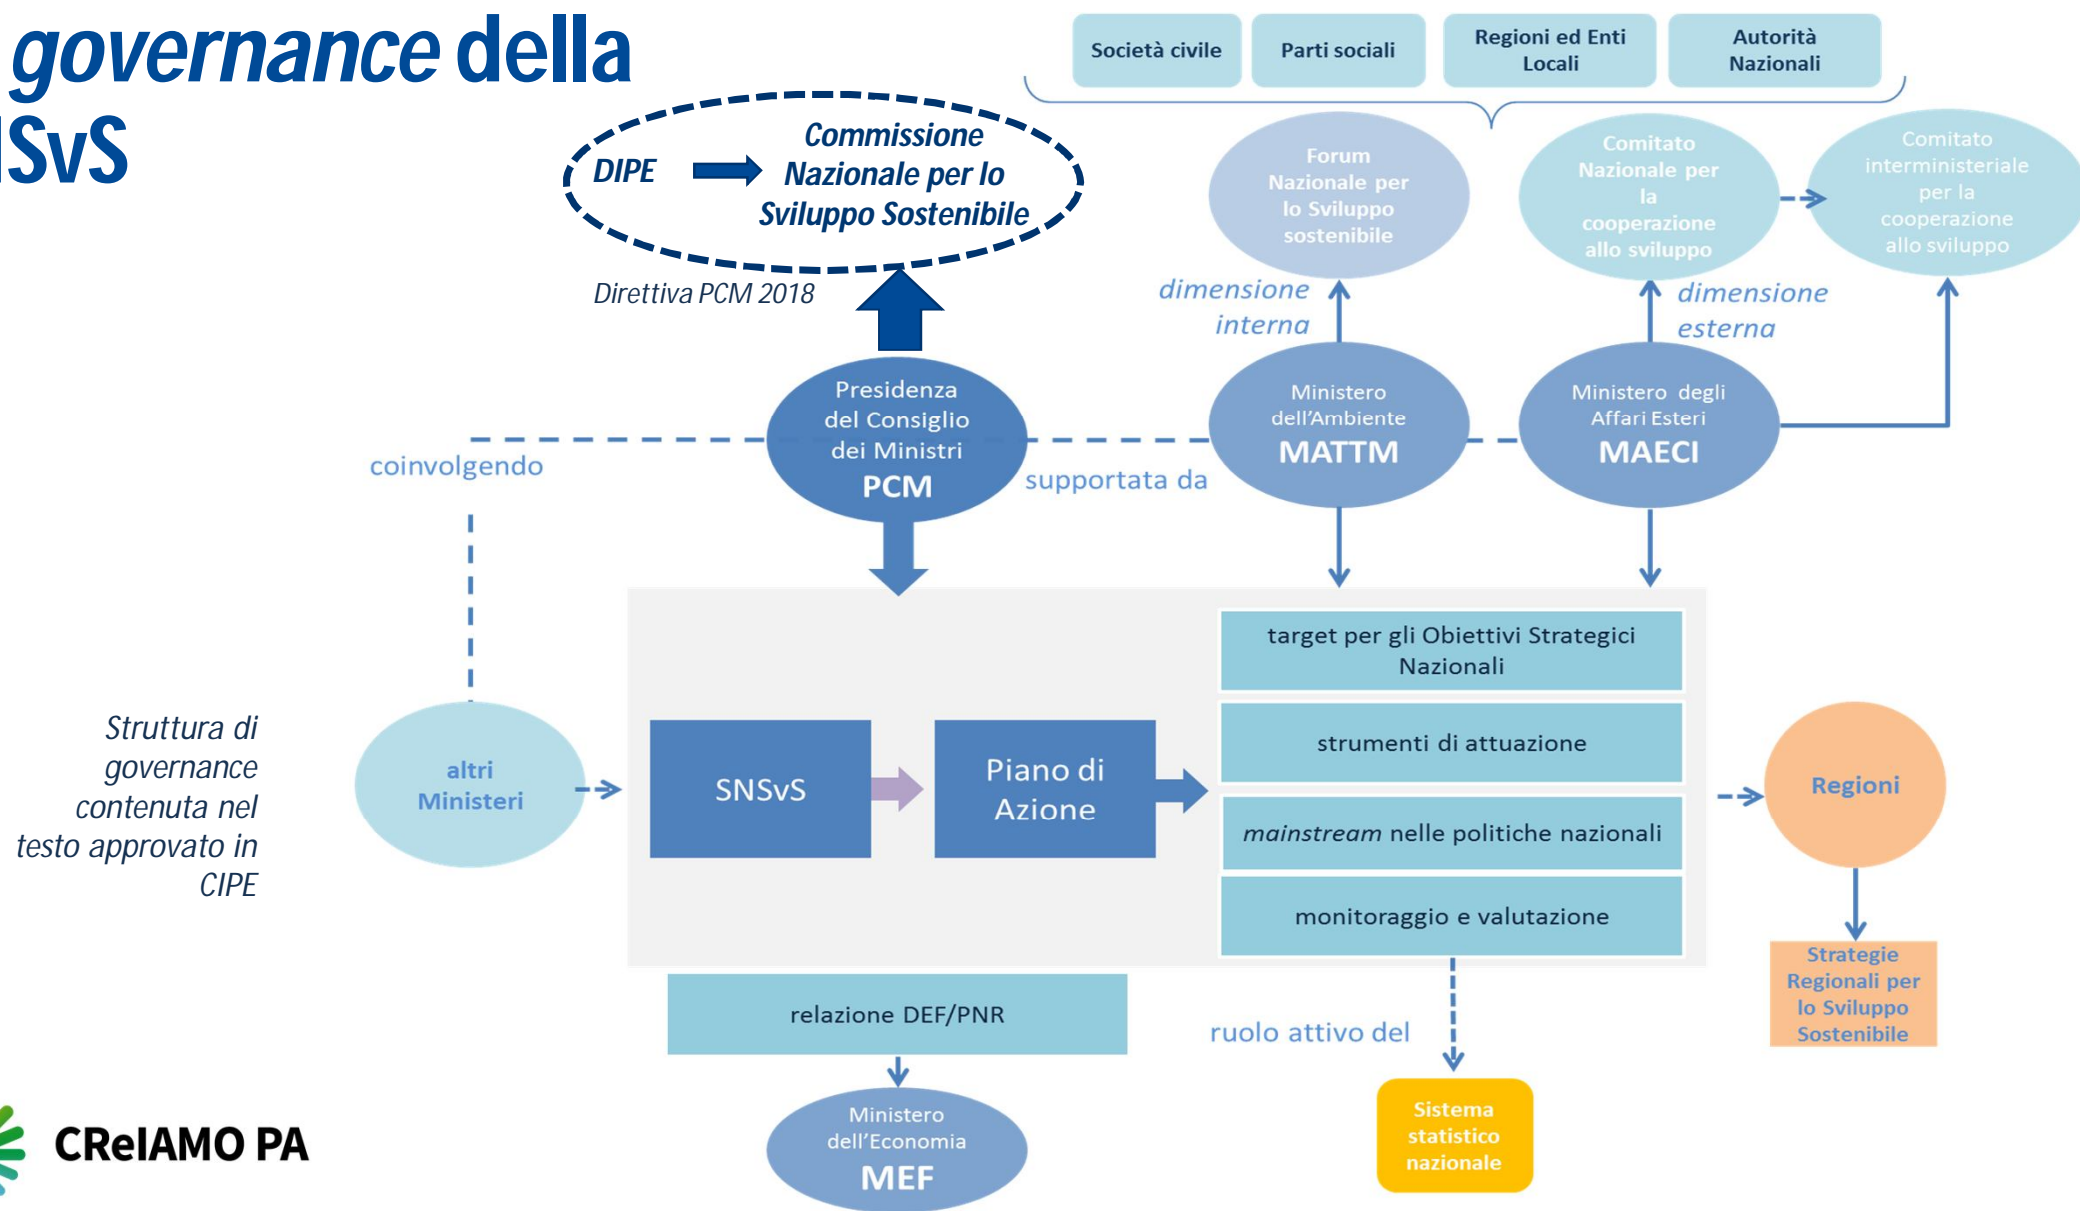 governance della
SvS
Società civile
Parti sociali
Regioni ed Enti
Locali
Autorità
Nazionali
DIPE
Commissione
Nazionale per lo
Sviluppo Sostenibile
Direttiva PCM 2018
Forum
Nazionale per
lo Sviluppo
sostenibile
Comitato
Nazionale per
la
cooperazione
allo sviluppo
Comitato
interministeriale
per la
cooperazione
allo sviluppo
dimensione
interna
dimensione
esterna
Presidenza
del Consiglio
dei Ministri
PCM
Ministero
dell'Ambiente
MATTM
Ministero degli
Affari Esteri
MAECI
coinvolgendo
supportata da
Struttura di
governance
contenuta nel
testo approvato in
CIPE
altri
Ministeri
SNSvS
Piano di
Azione
target per gli Obiettivi Strategici
Nazionali
strumenti di attuazione
mainstream nelle politiche nazionali
monitoraggio e valutazione
Regioni
Strategie
Regionali per
lo Sviluppo
Sostenibile
relazione DEF/PNR
ruolo attivo del
Ministero
dell'Economia
MEF
Sistema
statistico
nazionale
CReIAMO PA